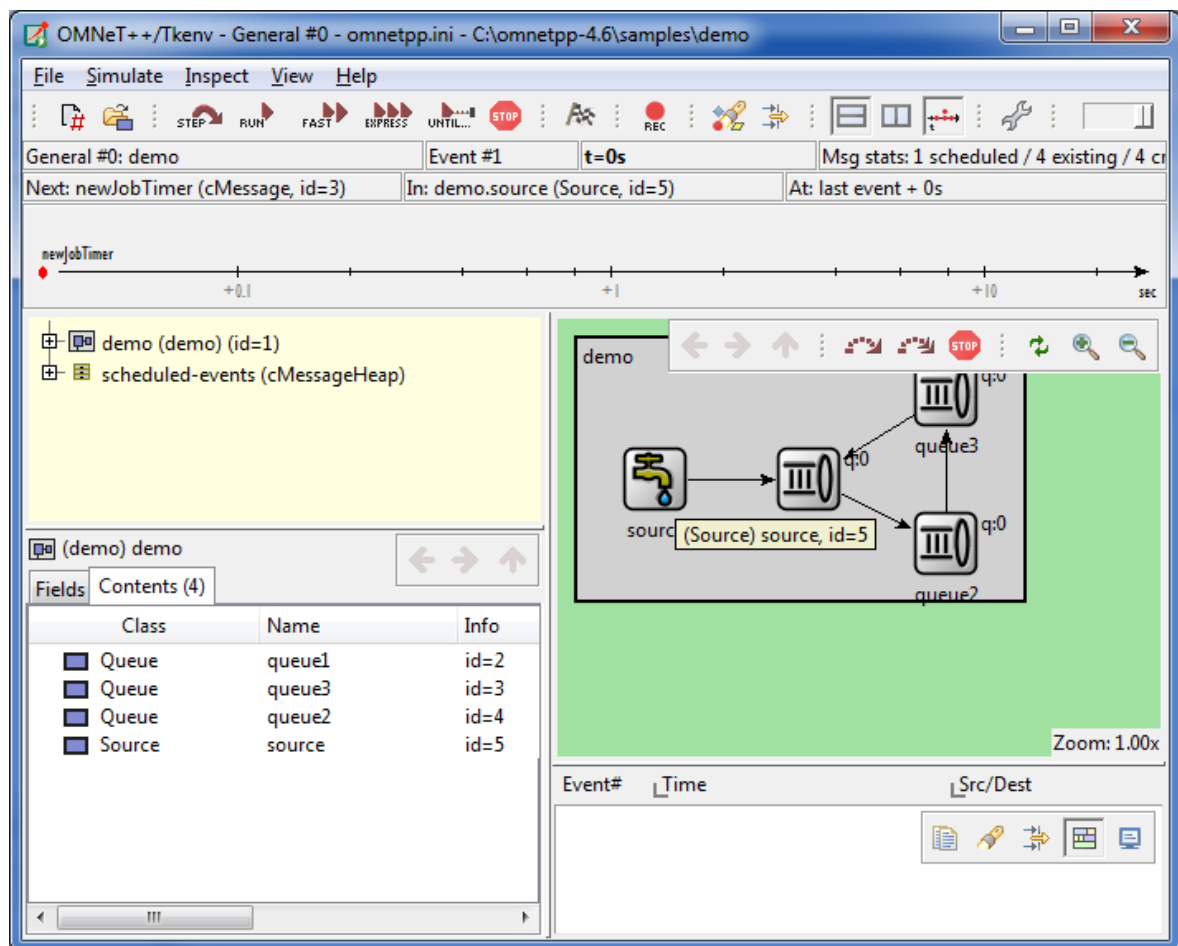 OMNeT++/Tkenv - General #0 - omnetpp.ini - C:\omnetpp-4.6\samples\demo
File Simulate Inspect View Help
# STEP RUN FAST EXPRESS UNTIL... STOP REC t
General #0: demo Event #1 t=0s Msg stats: 1 scheduled / 4 existing / 4 cr
Next: newJobTimer (cMessage, id=3) In: demo.source (Source, id=5) At: last event + 0s
newJobTimer
+0.1 +1 +10 sec
demo (demo) (id=1)
scheduled-events (cMessageHeap)
demo STOP
q:0
queue3
q:0
sourc (Source) source, id=5
q:0
queue2
Zoom: 1.00x
(demo) demo
Fields Contents (4)
Class Name Info
Queue queue1 id=2
Queue queue3 id=3
Queue queue2 id=4
Source source id=5
Event# Time Src/Dest